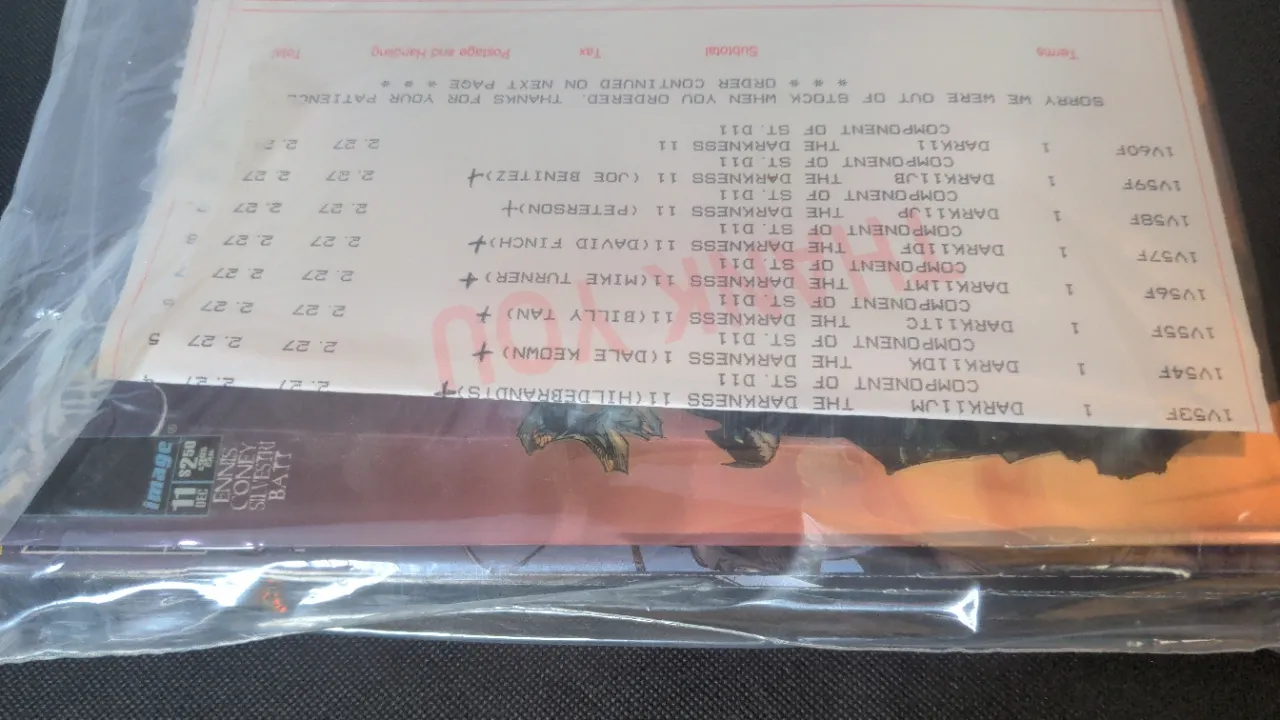 1V53F 1 DARK11JM THE DARKNESS 11(HILDEBRANDTS)+ 2.27 2.27 4
COMPONENT OF ST.D11
1V54F 1 DARK11DK THE DARKNESS 1(DALE KEOWN) + 2.27 2.27 5
COMPONENT OF ST.D11
1V55F 1 DARK11TC THE DARKNESS 11(BILLY TAN) + 2.27 2.27 6
COMPONENT OF ST.D11
1V56F 1 DARK11MT THE DARKNESS 11(MIKE TURNER)+ 2.27 2.27 7
COMPONENT OF ST.D11
1V57F 1 DARK11DF THE DARKNESS 11(DAVID FINCH)+ 2.27 2.27 8
COMPONENT OF ST.D11
1V58F 1 DARK11JP THE DARKNESS 11 (PETERSON)+ 2.27 2.27
COMPONENT OF ST.D11
1V59F 1 DARK11JB THE DARKNESS 11 (JOE BENITEZ)+ 2.27 2.27
COMPONENT OF ST.D11
1V60F 1 DARK11 THE DARKNESS 11 2.27
COMPONENT OF ST.D11
SORRY WE WERE OUT OF STOCK WHEN YOU ORDERED. THANKS FOR YOUR PATIENCE
* * * ORDER CONTINUED ON NEXT PAGE * * *
Terms Subtotal Tax Postage and Handling Total
THANK YOU
image®
11 $2.50
DEC
ENNIS
CONEY
SILVESTRI
BATT